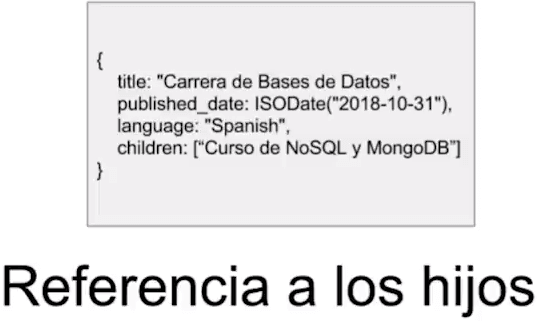 {
title: "Carrera de Bases de Datos",
published_date: ISODate("2018-10-31"),
language: "Spanish",
children: [“Curso de NoSQL y MongoDB”]
}
Referencia a los hijos